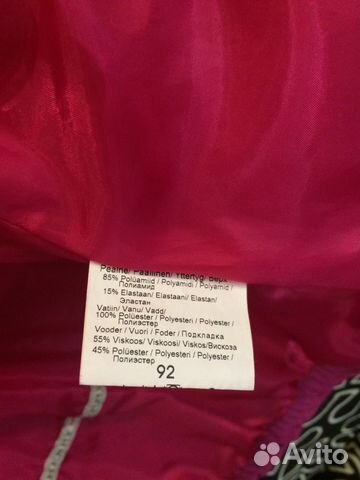 Pealne/ Päällinen/ Yttertyg/ Верх
85% Polüamiid / Polyamidi / Polyamid /
Полиамид
15% Elastaan/ Elastaani/ Elastan/
Эластан
Vatiin/ Vanu/ Vadd/
100% Polüester/ Polyesteri / Polyester/
Полиэстер
Vooder / Vuori / Foder / Подкладка
55% Viskoos/ Viskoosi / Viskos/Вискоза
45% Polüester / Polyesteri / Polyester /
Полиэстер
92
Avito